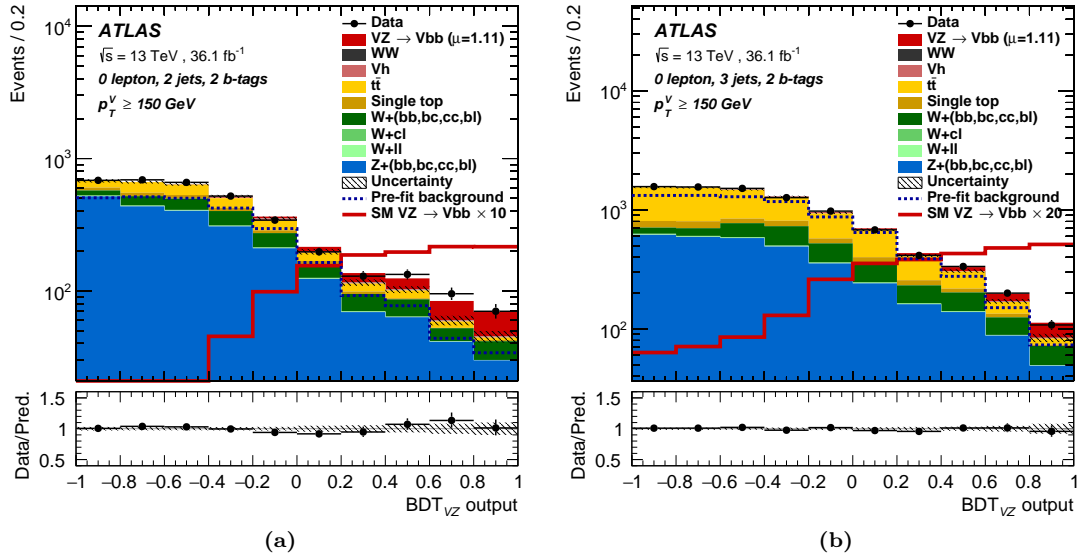 Events / 0.2
10⁴
10³
10²
ATLAS
√s = 13 TeV , 36.1 fb⁻¹
0 lepton, 2 jets, 2 b-tags
p_T^V ≥ 150 GeV
Data
VZ → Vbb (μ=1.11)
WW
Vh
tt̄
Single top
W+(bb,bc,cc,bl)
W+cl
W+ll
Z+(bb,bc,cc,bl)
Uncertainty
Pre-fit background
SM VZ → Vbb × 10
Data/Pred.
1.5
1
0.5
−1 −0.8 −0.6 −0.4 −0.2 0 0.2 0.4 0.6 0.8 1
BDT_VZ output
(a)
Events / 0.2
10⁴
10³
10²
ATLAS
√s = 13 TeV , 36.1 fb⁻¹
0 lepton, 3 jets, 2 b-tags
p_T^V ≥ 150 GeV
Data
VZ → Vbb (μ=1.11)
WW
Vh
tt̄
Single top
W+(bb,bc,cc,bl)
W+cl
W+ll
Z+(bb,bc,cc,bl)
Uncertainty
Pre-fit background
SM VZ → Vbb × 20
Data/Pred.
1.5
1
0.5
−1 −0.8 −0.6 −0.4 −0.2 0 0.2 0.4 0.6 0.8 1
BDT_VZ output
(b)